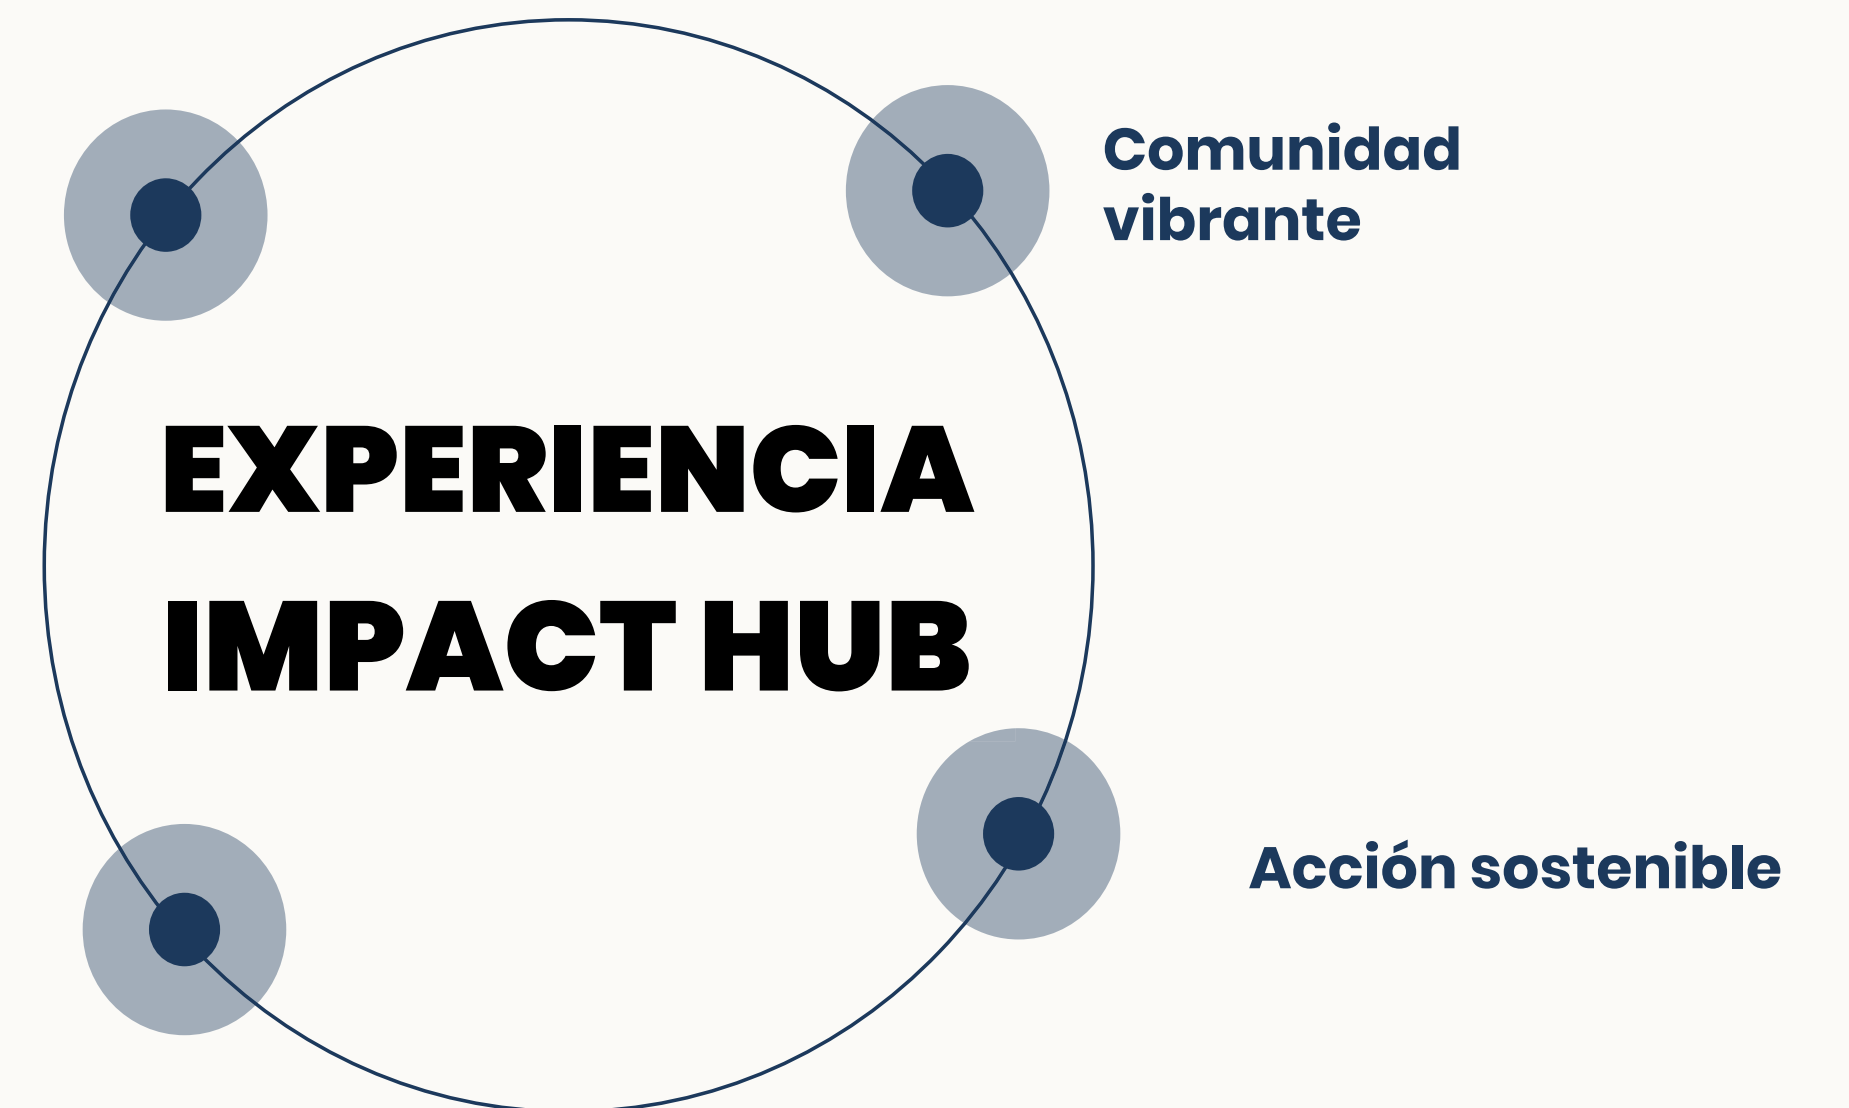 Comunidad
vibrante
EXPERIENCIA
IMPACT HUB
Acción sostenible